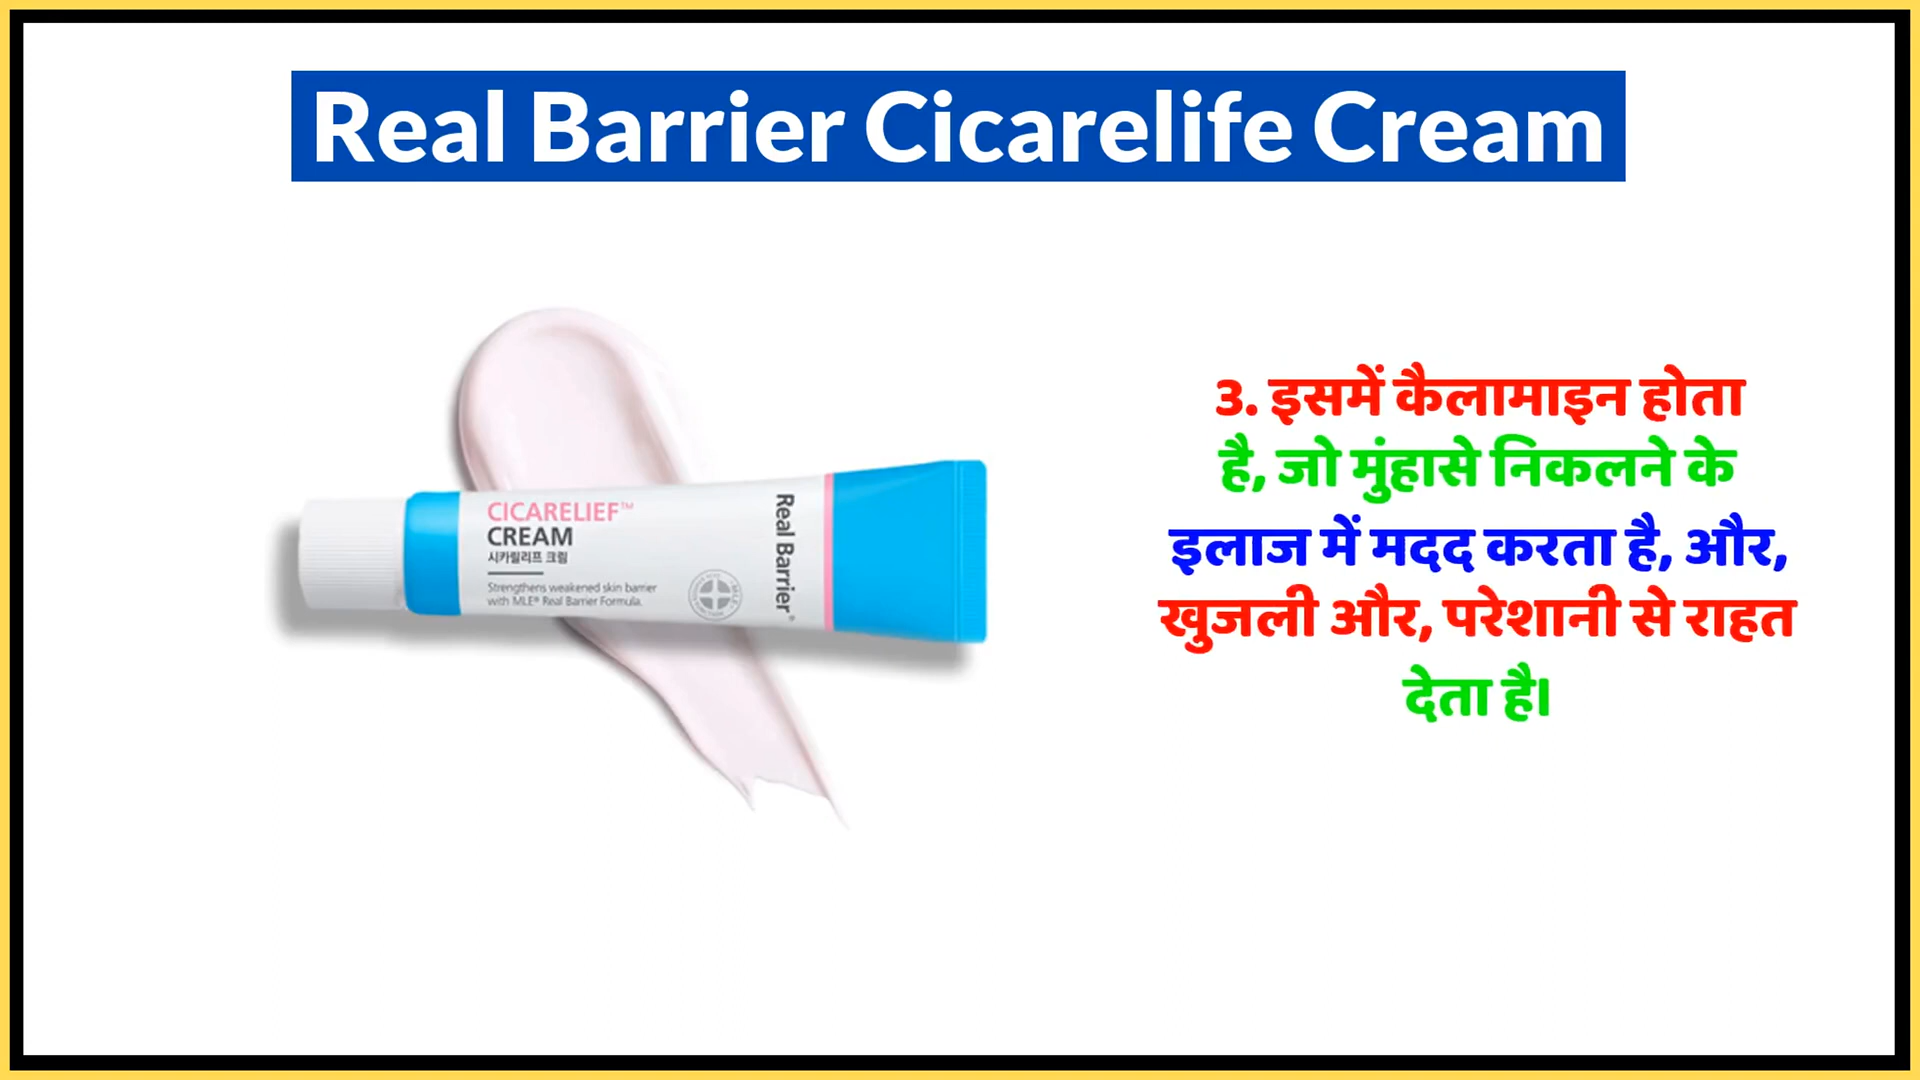 Real Barrier Cicarelife Cream
3. इसमें कैलामाइन होता
है, जो मुंहासे निकलने के
इलाज में मदद करता है, और,
खुजली और, परेशानी से राहत
देता है।
CICARELIEF™
CREAM
시카릴리프 크림
Strengthens weakened skin barrier
with MLE® Real Barrier Formula.
Real Barrier®